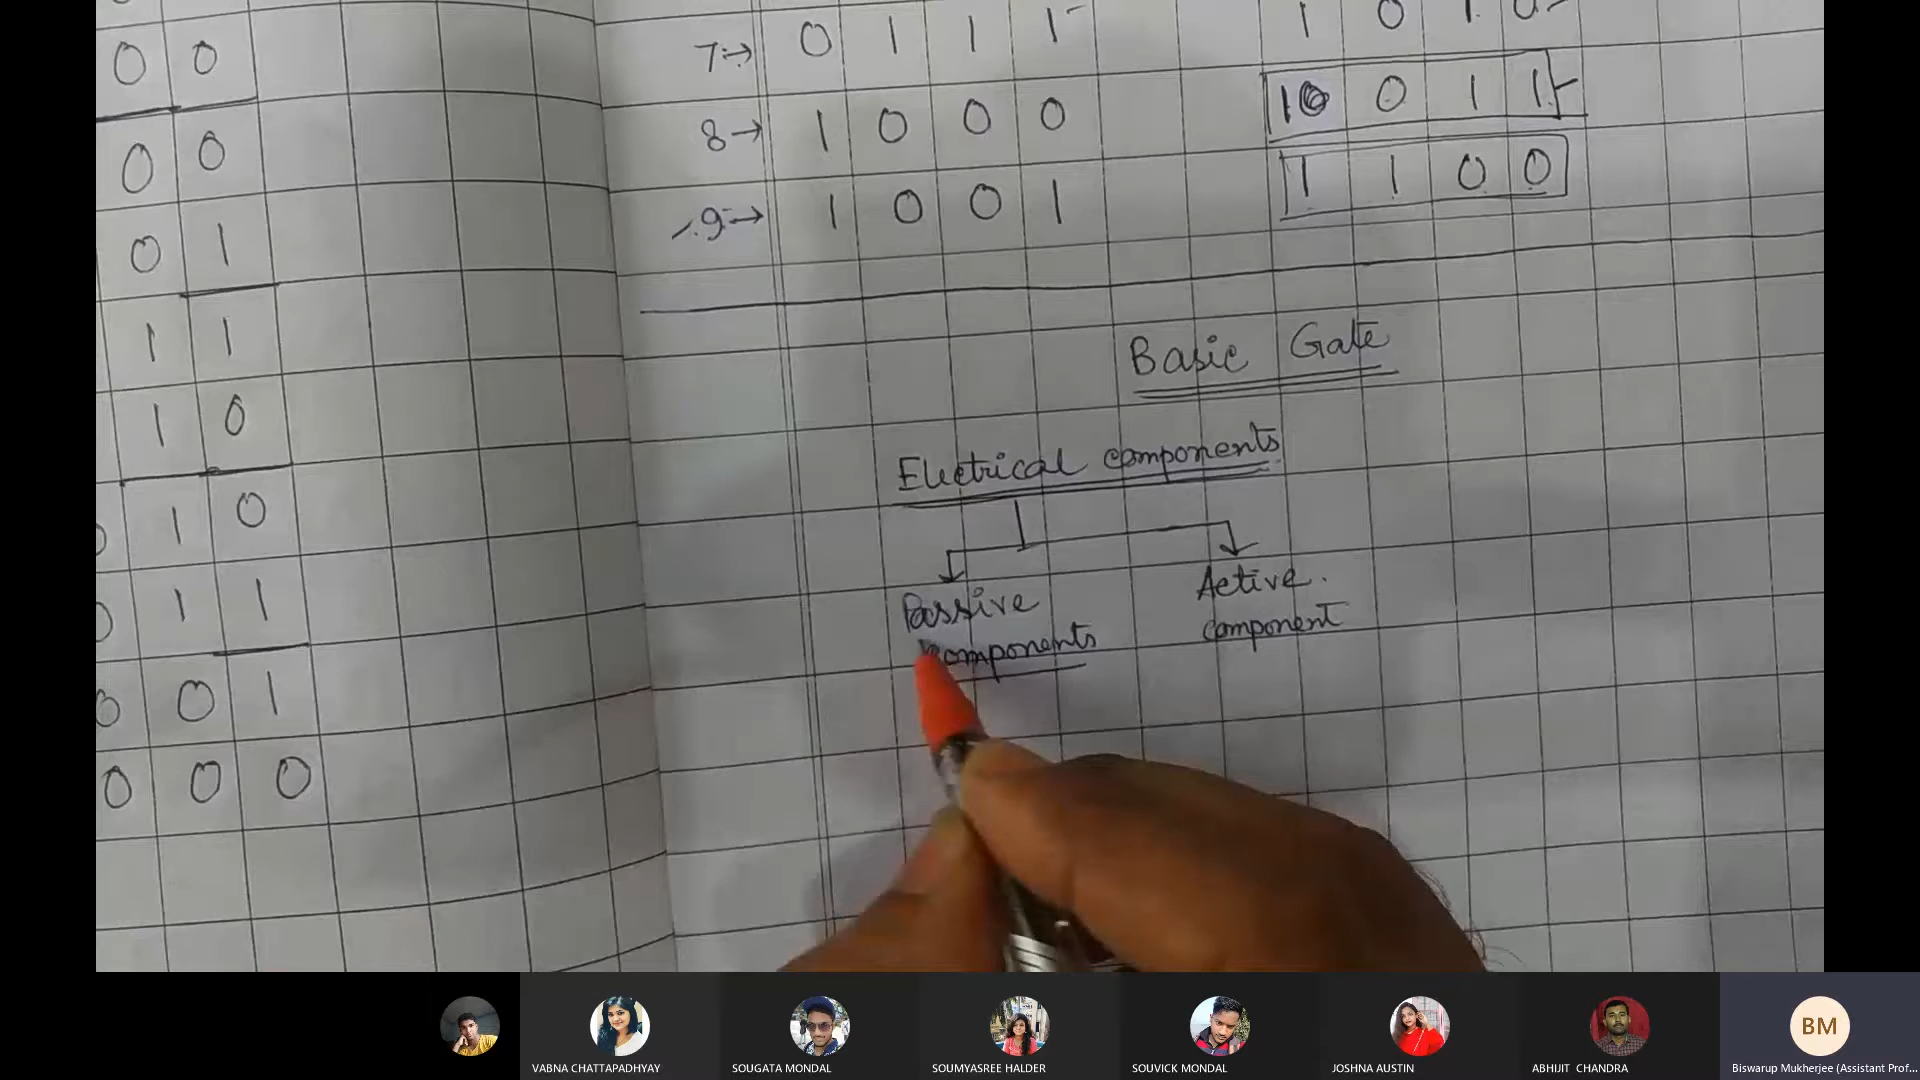 0 0
0 0
0 1
1 1
1 0
1 0
1 1
0 0 1
0 0 0
7→ 0 1 1 1
8→ 1 0 0 0
9→ 1 0 0 1
1 0 1 0
0 1 1
1 1 0 0
Basic Gate
Eletrical components
Passive
components
Active.
component
VABNA CHATTAPADHYAY
SOUGATA MONDAL
SOUMYASREE HALDER
SOUVICK MONDAL
JOSHNA AUSTIN
ABHIJIT CHANDRA
BM
Biswarup Mukherjee (Assistant Prof...